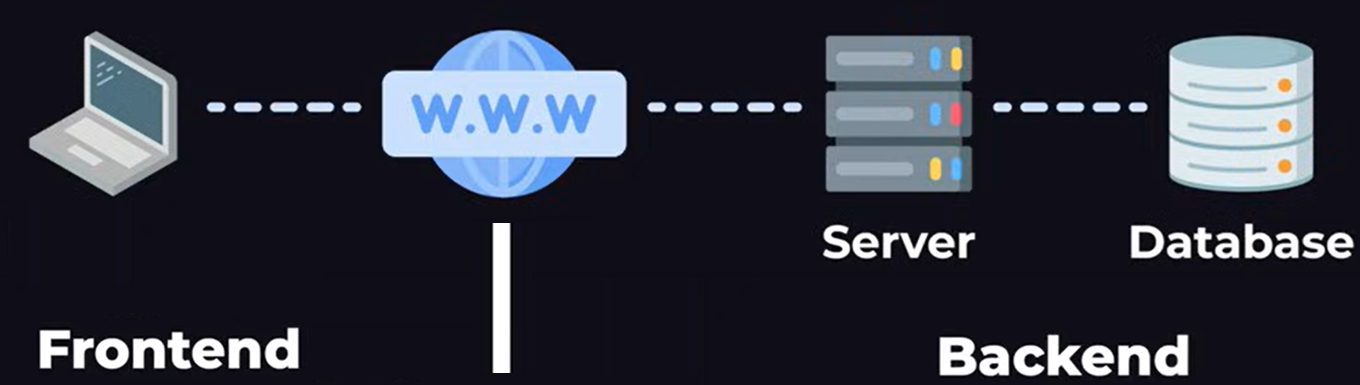 W.W.W
Server
Database
Frontend
Backend